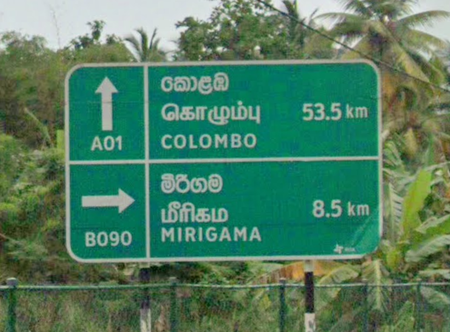 A01
කොළඹ
கொழும்பு 53.5 km
COLOMBO
B090
මීරිගම
மீரிகம 8.5 km
MIRIGAMA